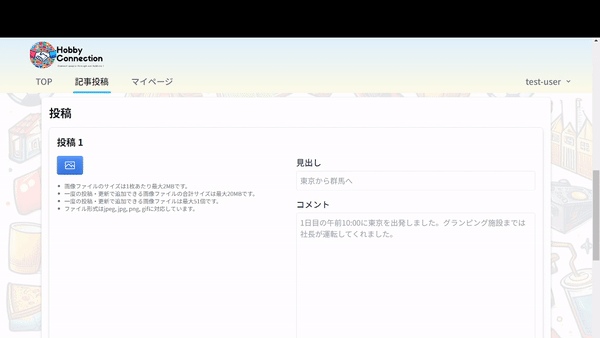 Hobby
Connection
TOP
記事投稿
マイページ
test-user
投稿
投稿 1
画像ファイルのサイズは1枚あたり最大2MBです。
一度の投稿・更新で追加できる画像ファイルの合計サイズは最大20MBです。
一度の投稿・更新で追加できる画像ファイルは最大51個です。
ファイル形式はjpeg, jpg, png, gifに対応しています。
見出し
東京から群馬へ
コメント
1日目の午前10:00に東京を出発しました。グランピング施設までは
社長が運転してくれました。